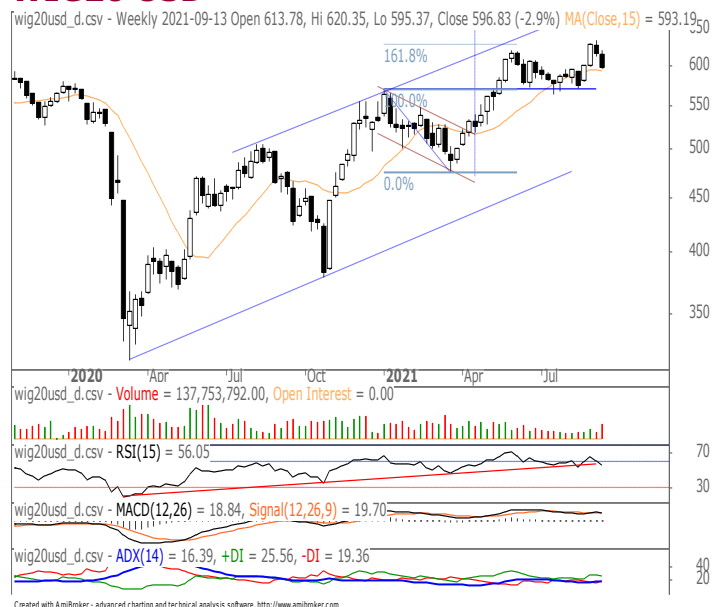 WIG20 USD
wig20usd_d.csv - Weekly 2021-09-13 Open 613.78, Hi 620.35, Lo 595.37, Close 596.83 (-2.9%) MA(Close,15) = 593.19
161.8%
600
100.0%
550
500
0.0%
450
400
350
2020 Apr Jul Oct 2021 Apr Jul
wig20usd_d.csv - Volume = 137,753,792.00, Open Interest = 0.00
wig20usd_d.csv - RSI(15) = 56.05
70
30
wig20usd_d.csv - MACD(12,26) = 18.84, Signal(12,26,9) = 19.70
wig20usd_d.csv - ADX(14) = 16.39, +DI = 25.56, -DI = 19.36
40
20
Created with AmiBroker - advanced charting and technical analysis software. http://www.amibroker.com